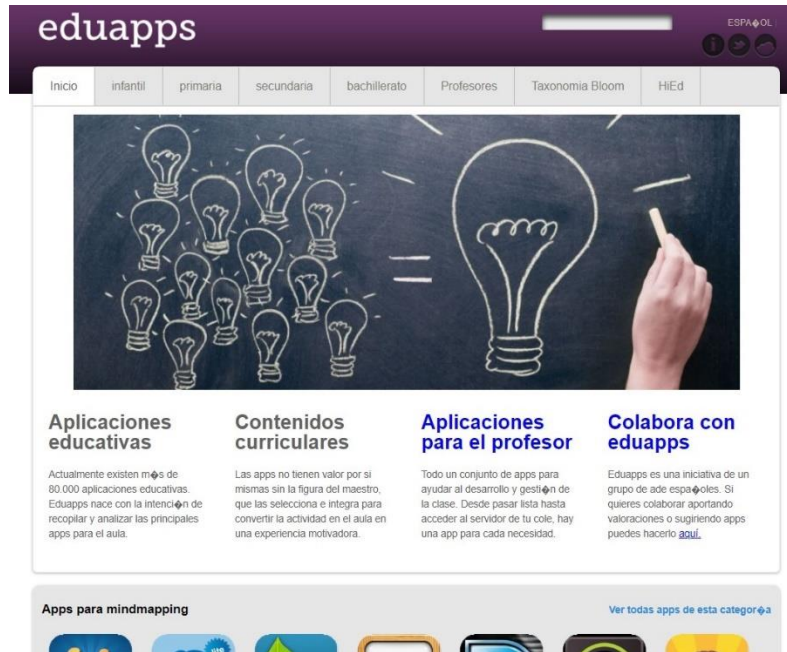 eduapps
ESPA�OL
Inicio infantil primaria secundaria bachillerato Profesores Taxonomia Bloom HiEd
Aplicaciones
educativas
Actualmente existen m�s de
80.000 aplicaciones educativas.
Eduapps nace con la intenci�n de
recopilar y analizar las principales
apps para el aula.
Contenidos
curriculares
Las apps no tienen valor por si
mismas sin la figura del maestro,
que las selecciona e integra para
convertir la actividad en el aula en
una experiencia motivadora.
Aplicaciones
para el profesor
Todo un conjunto de apps para
ayudar al desarrollo y gesti�n de
la clase. Desde pasar lista hasta
acceder al servidor de tu cole, hay
una app para cada necesidad.
Colabora con
eduapps
Eduapps es una iniciativa de un
grupo de ade espa�oles. Si
quieres colaborar aportando
valoraciones o sugiriendo apps
puedes hacerlo aquí.
Apps para mindmapping
Ver todas apps de esta categor�a